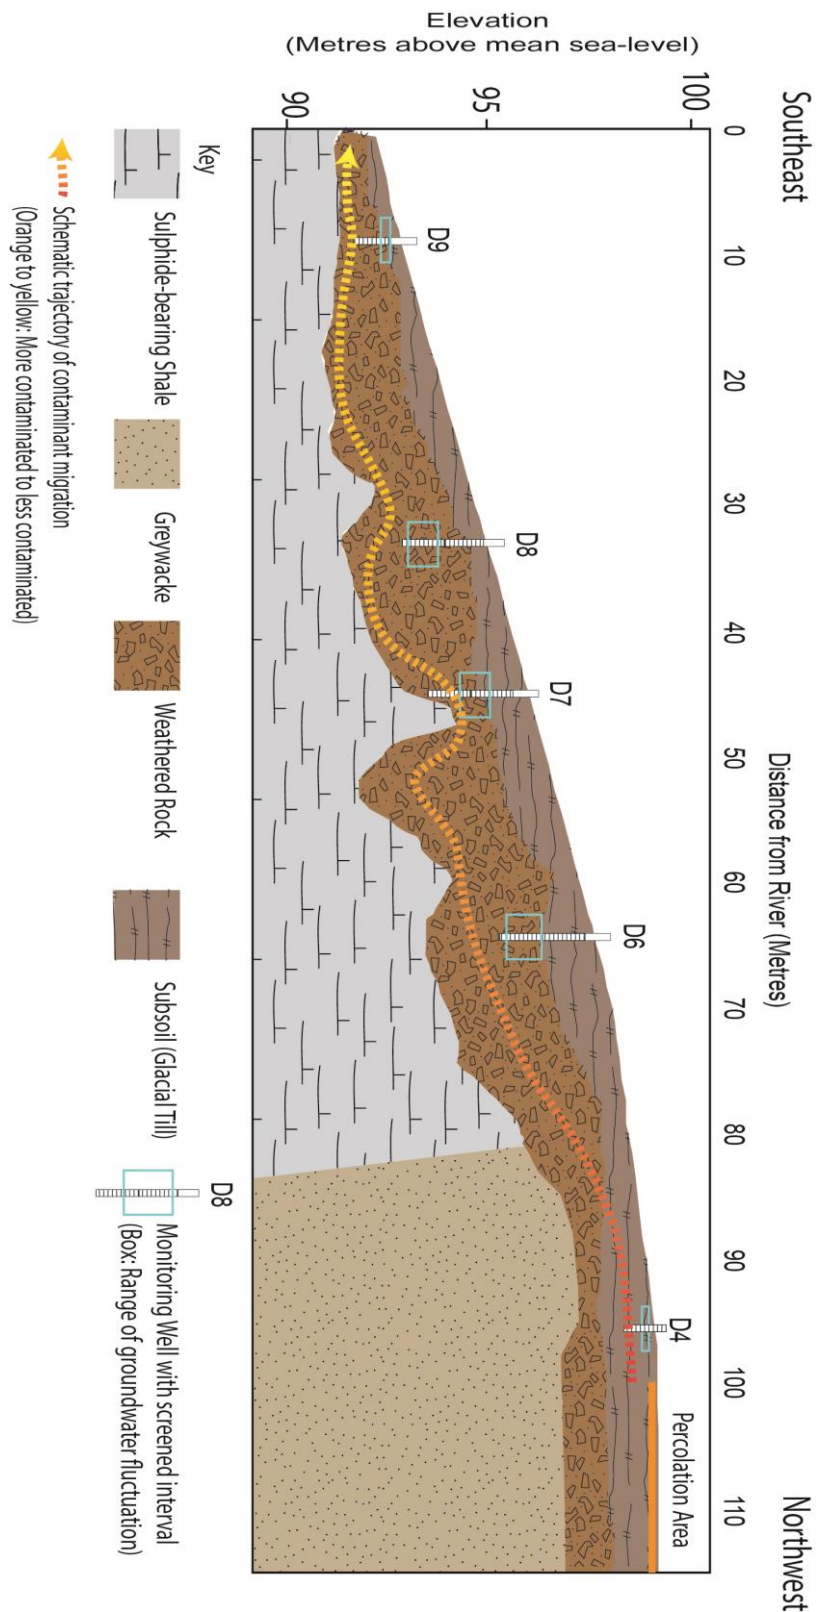 Southeast
Distance from River (Metres)
Northwest
0
10
20
30
40
50
60
70
80
90
100
110
Elevation
(Metres above mean sea-level)
100
95
90
D9
D8
D7
D6
D4
Percolation Area
Key
Sulphide-bearing Shale
Greywacke
Weathered Rock
Subsoil (Glacial Till)
D8
Monitoring Well with screened interval
(Box: Range of groundwater fluctuation)
Schematic trajectory of contaminant migration
(Orange to yellow: More contaminated to less contaminated)